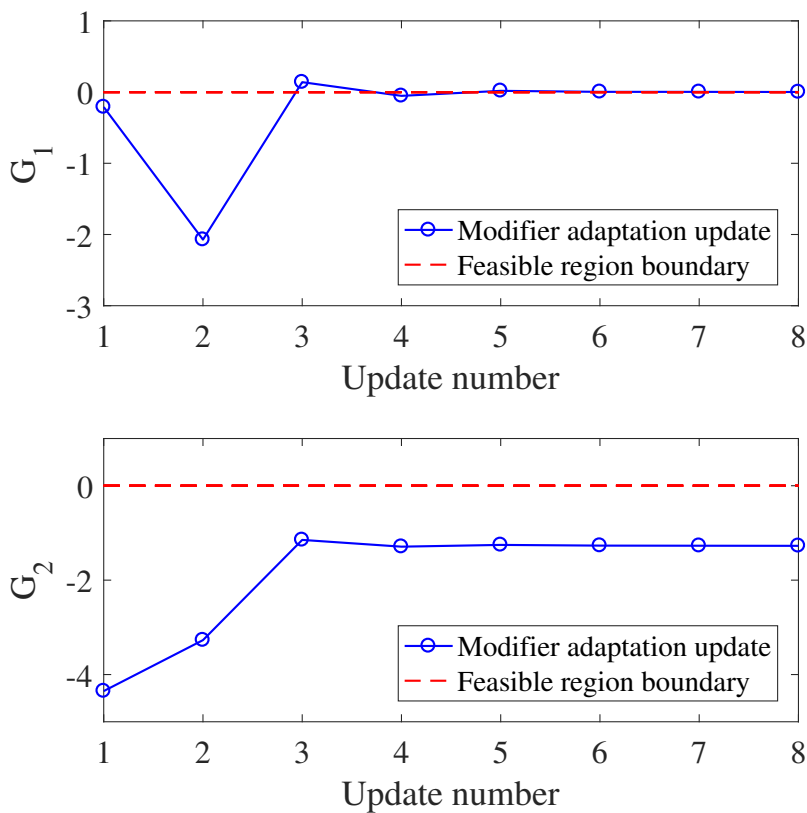 1
0
-1
-2
-3
G1
Modifier adaptation update
Feasible region boundary
1 2 3 4 5 6 7 8
Update number
0
-2
-4
G2
Modifier adaptation update
Feasible region boundary
1 2 3 4 5 6 7 8
Update number